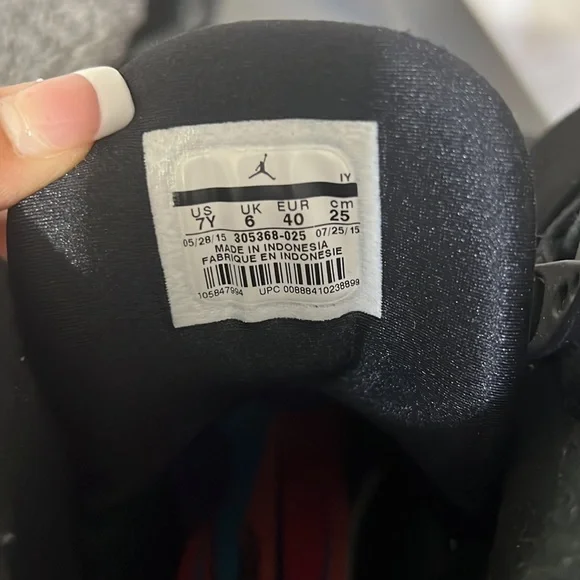 IY
US UK EUR cm
7Y 6 40 25
05/28/15 305368-025 07/25/15
MADE IN INDONESIA
FABRIQUE EN INDONESIE
105847994 UPC 00888410238899